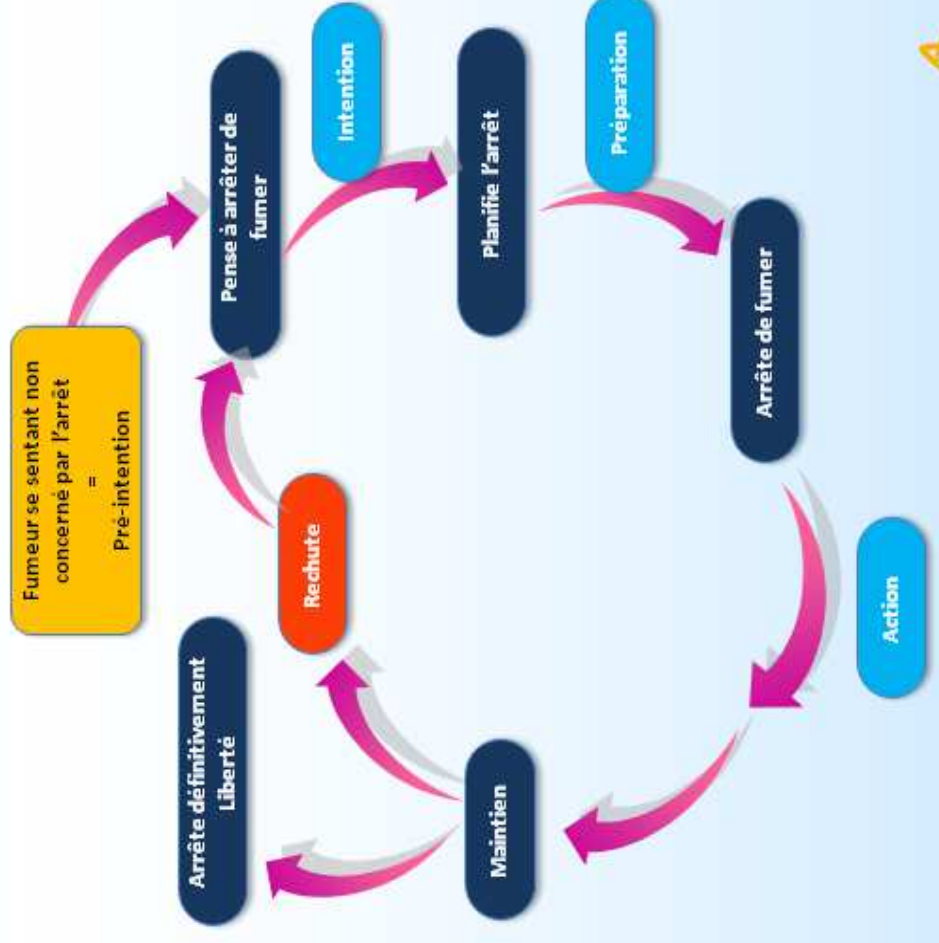 Fumeur se sentant non
concerné par l'arrêt
=
Pré-intention
Pense à arrêter de
fumer
Intention
Planifie l'arrêt
Préparation
Arrête de fumer
Action
Maintien
Rechute
Arrête définitivement
Liberté